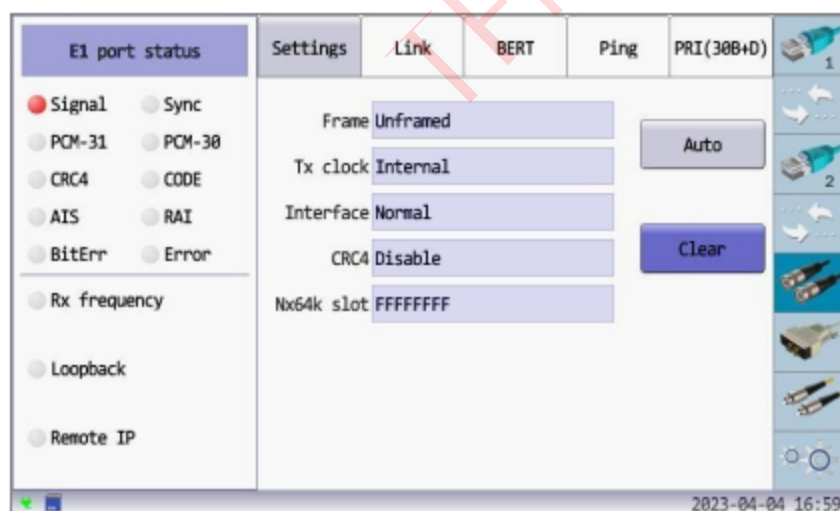 E1 port status
Settings Link BERT Ping PRI(30B+D)
Signal Sync
PCM-31 PCM-30
CRC4 CODE
AIS RAI
BitErr Error
Rx frequency
Loopback
Remote IP
Frame Unframed
Tx clock Internal
Interface Normal
CRC4 Disable
Nx64k slot FFFFFFFF
Auto
Clear
1
2
2023-04-04 16:59